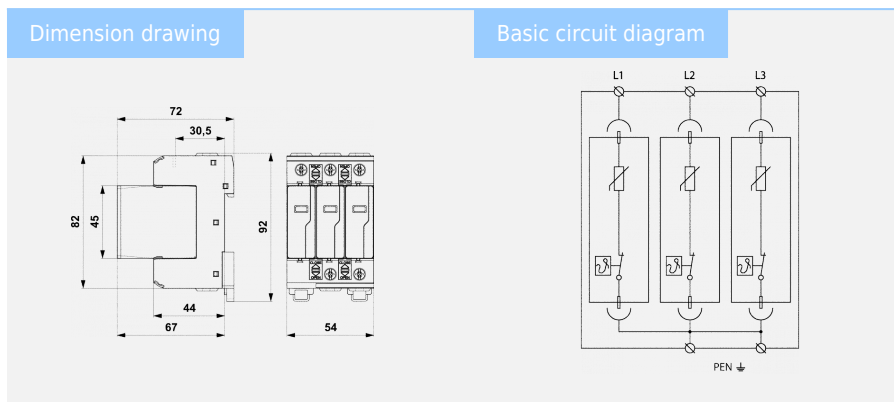 Dimension drawing
Basic circuit diagram
72
30,5
82
45
92
44
67
54
L1
L2
L3
PEN